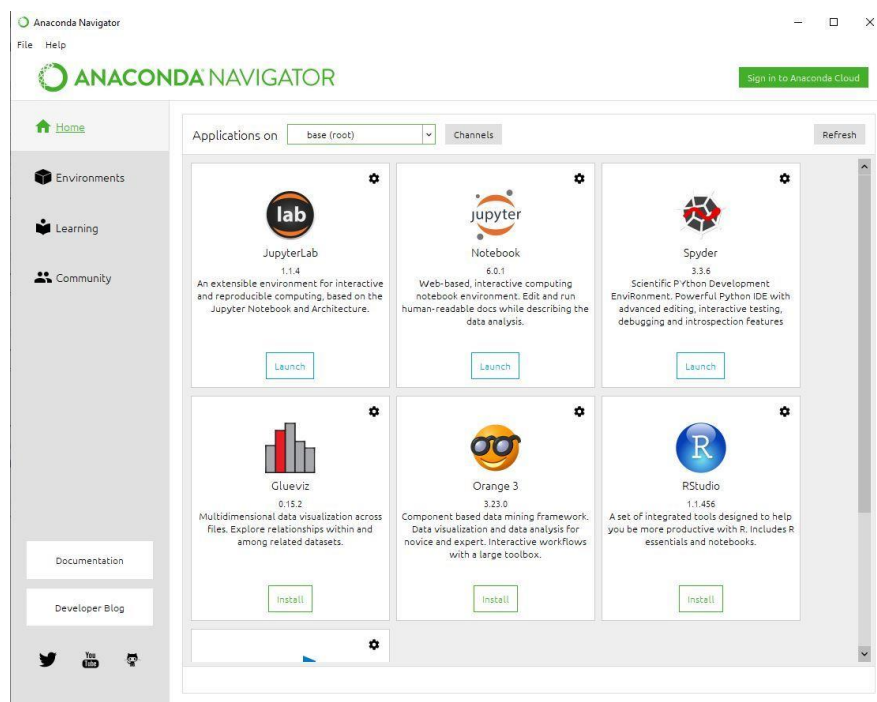 Anaconda Navigator
File Help
ANACONDA NAVIGATOR
Sign in to Anaconda Cloud
Home
Environments
Learning
Community
Documentation
Developer Blog
You
Tube
Applications on base (root) Channels Refresh
lab
JupyterLab
1.1.4
An extensible environment for interactive
and reproducible computing, based on the
Jupyter Notebook and Architecture.
Launch
jupyter
Notebook
6.0.1
Web-based, interactive computing
notebook environment. Edit and run
human-readable docs while describing the
data analysis.
Launch
Spyder
3.3.6
Scientific PYthon Development
EnviRonment. Powerful Python IDE with
advanced editing, interactive testing,
debugging and introspection features
Launch
Glueviz
0.15.2
Multidimensional data visualization across
files. Explore relationships within and
among related datasets.
Install
Orange 3
3.23.0
Component based data mining framework.
Data visualization and data analysis for
novice and expert. Interactive workflows
with a large toolbox.
Install
R
RStudio
1.1.456
A set of integrated tools designed to help
you be more productive with R. Includes R
essentials and notebooks.
Install